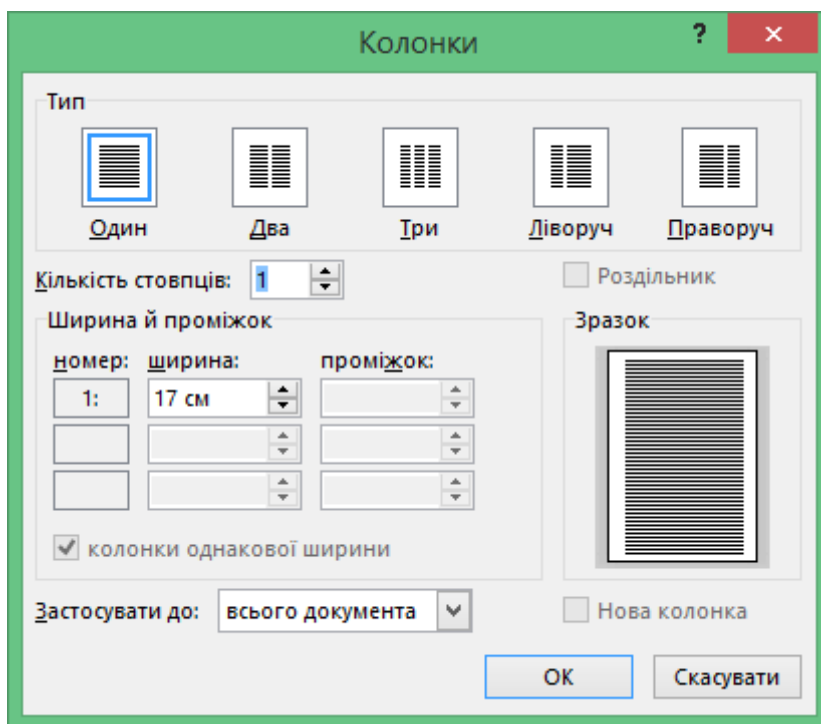 Колонки ?
Тип
Один Два Три Ліворуч Праворуч
Кількість стовпців: 1 Роздільник
Ширина й проміжок Зразок
номер: ширина: проміжок:
1: 17 см
колонки однакової ширини
Застосувати до: всього документа Нова колонка
ОК Скасувати